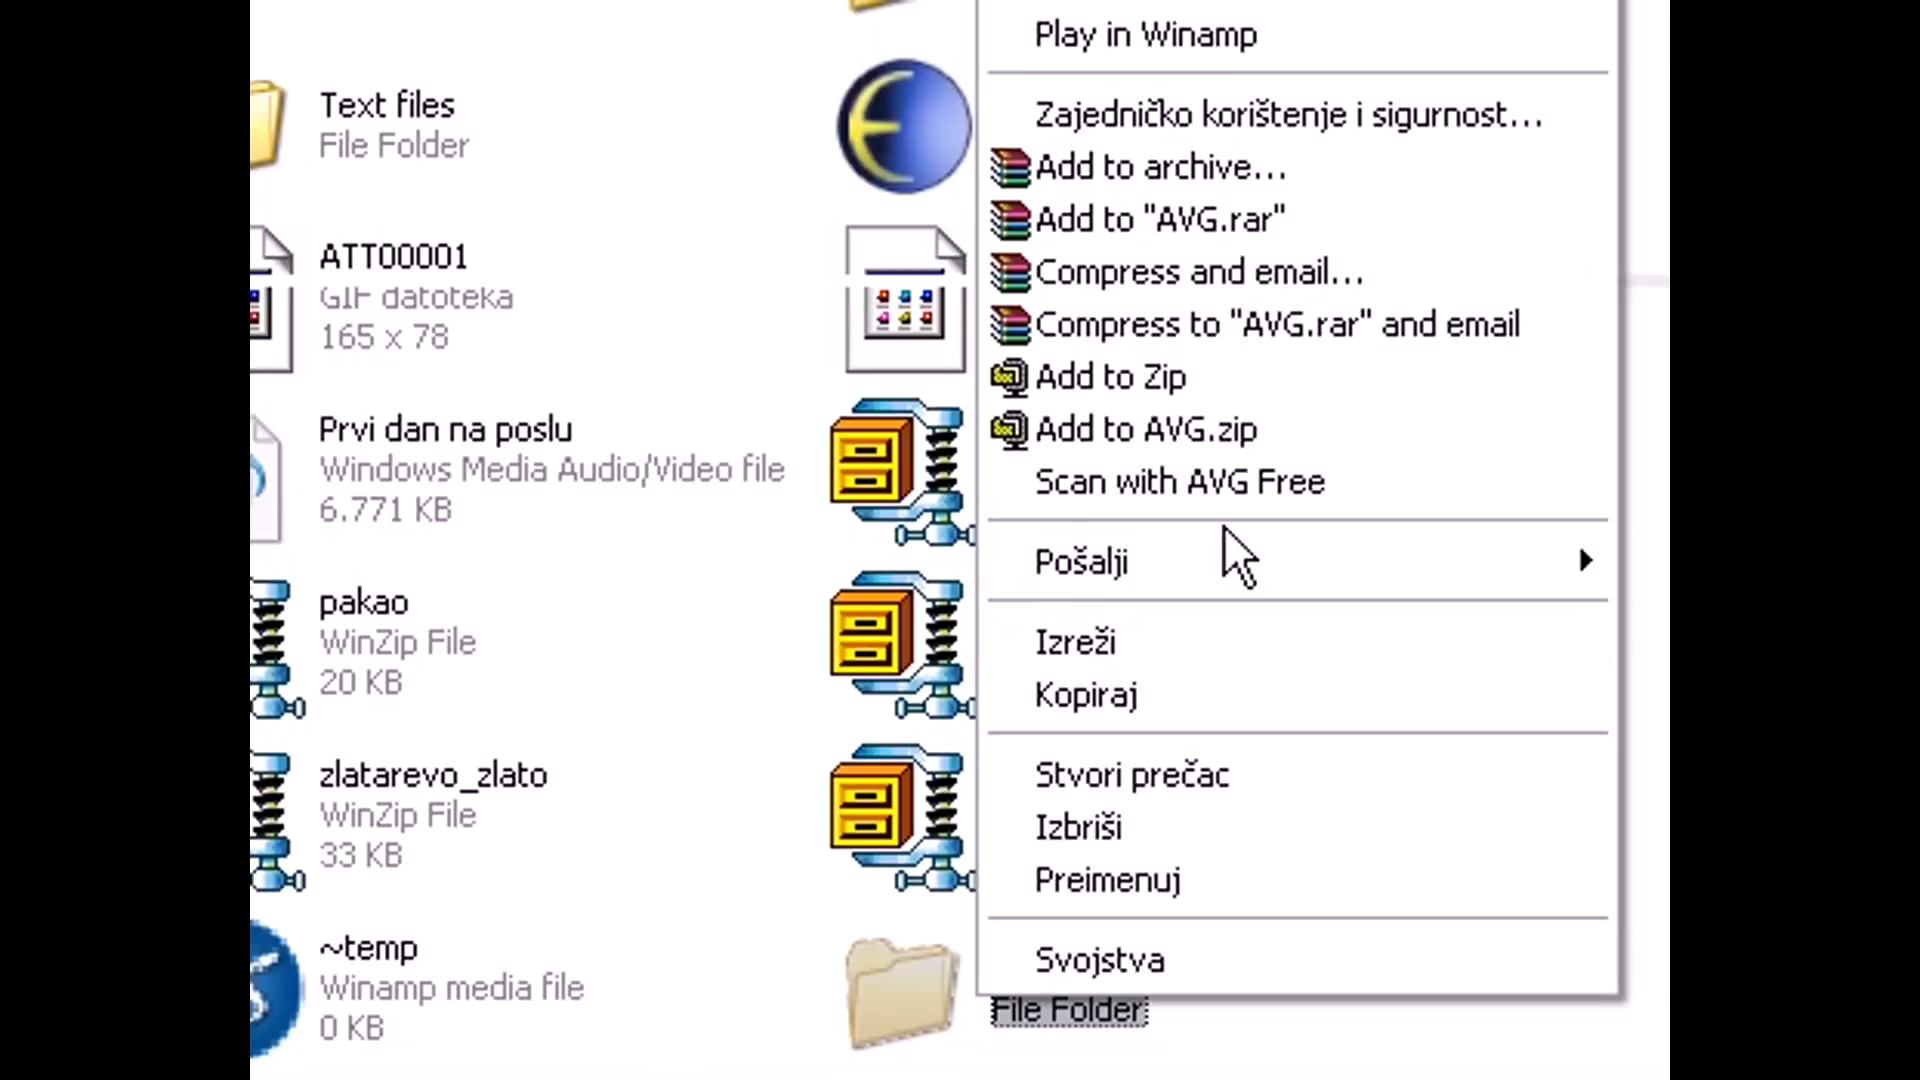 Text files
File Folder
ATT00001
GIF datoteka
165 x 78
Prvi dan na poslu
Windows Media Audio/Video file
6.771 KB
pakao
WinZip File
20 KB
zlatarevo_zlato
WinZip File
33 KB
~temp
Winamp media file
0 KB
Play in Winamp
Zajedničko korištenje i sigurnost...
Add to archive...
Add to "AVG.rar"
Compress and email...
Compress to "AVG.rar" and email
Add to Zip
Add to AVG.zip
Scan with AVG Free
Pošalji
Izreži
Kopiraj
Stvori prečac
Izbriši
Preimenuj
Svojstva
File Folder